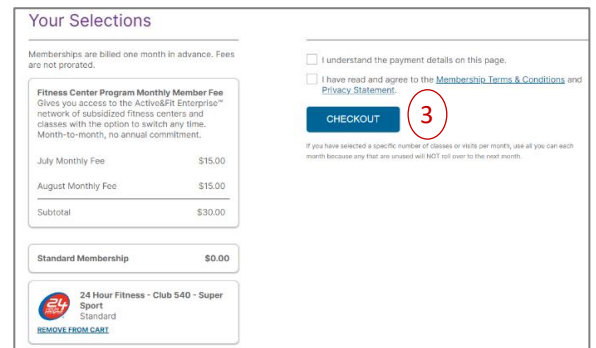 Your Selections
Memberships are billed one month in advance. Fees
are not prorated.
Fitness Center Program Monthly Member Fee
Gives you access to the Active&Fit Enterprise™
network of subsidized fitness centers and
classes with the option to switch any time.
Month-to-month, no annual commitment.
July Monthly Fee $15.00
August Monthly Fee $15.00
Subtotal $30.00
Standard Membership $0.00
24 Hour Fitness - Club 540 - Super
Sport
Standard
REMOVE FROM CART
I understand the payment details on this page.
I have read and agree to the Membership Terms & Conditions and
Privacy Statement.
CHECKOUT
3
If you have selected a specific number of classes or visits per month, use all you can each
month because any that are unused will NOT roll over to the next month.